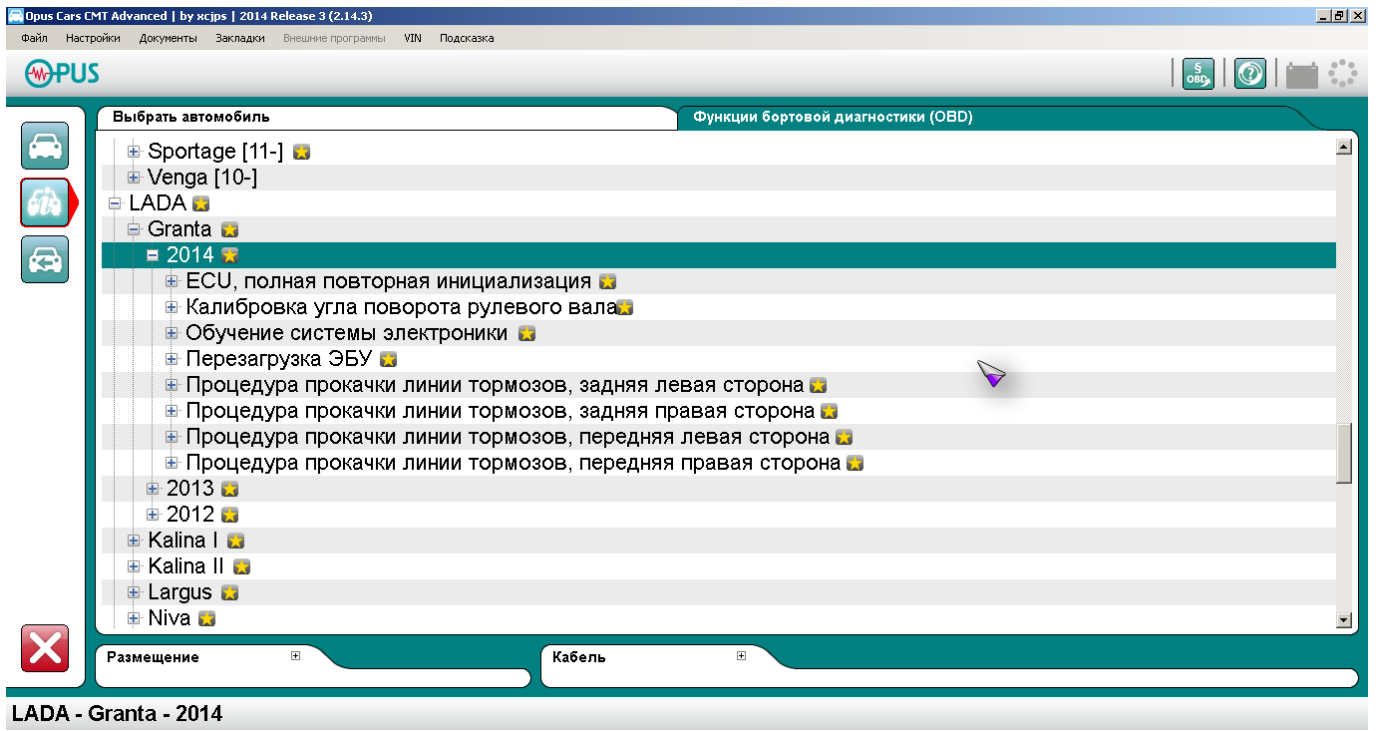 Opus Cars CMT Advanced | by xcjps | 2014 Release 3 (2.14.3)
Файл Настройки Документы Закладки Внешние программы VIN Подсказка
OPUS
§ OBD
Выбрать автомобиль
Функции бортовой диагностики (OBD)
Sportage [11-]
Venga [10-]
LADA
Granta
2014
ECU, полная повторная инициализация
Калибровка угла поворота рулевого вала
Обучение системы электроники
Перезагрузка ЭБУ
Процедура прокачки линии тормозов, задняя левая сторона
Процедура прокачки линии тормозов, задняя правая сторона
Процедура прокачки линии тормозов, передняя левая сторона
Процедура прокачки линии тормозов, передняя правая сторона
2013
2012
Kalina I
Kalina II
Largus
Niva
Размещение
Кабель
LADA - Granta - 2014